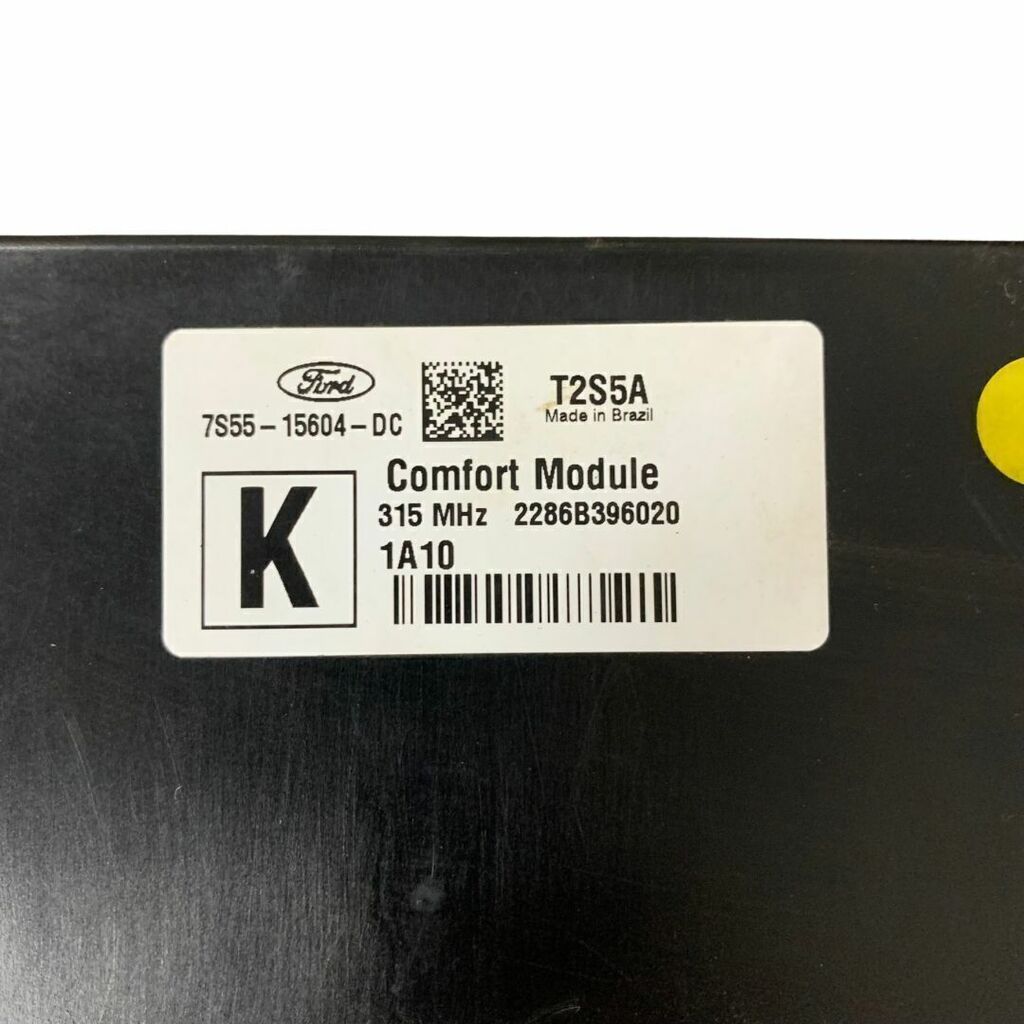 Ford
7S55-15604-DC
T2S5A
Made in Brazil
K
Comfort Module
315 MHz 2286B396020
1A10